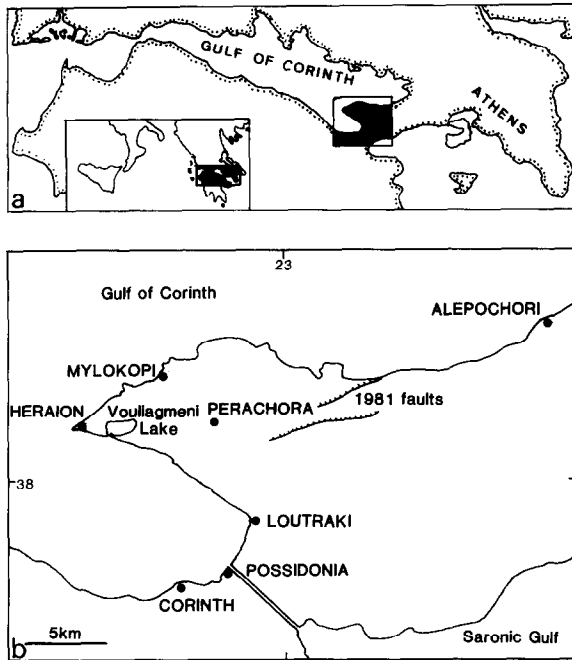 GULF OF CORINTH
ATHENS
a
23
Gulf of Corinth
ALEPOCHORI
MYLOKOPI
1981 faults
HERAION
Vouliagmeni
Lake
PERACHORA
38
LOUTRAKI
POSSIDONIA
CORINTH
Saronic Gulf
b
5km